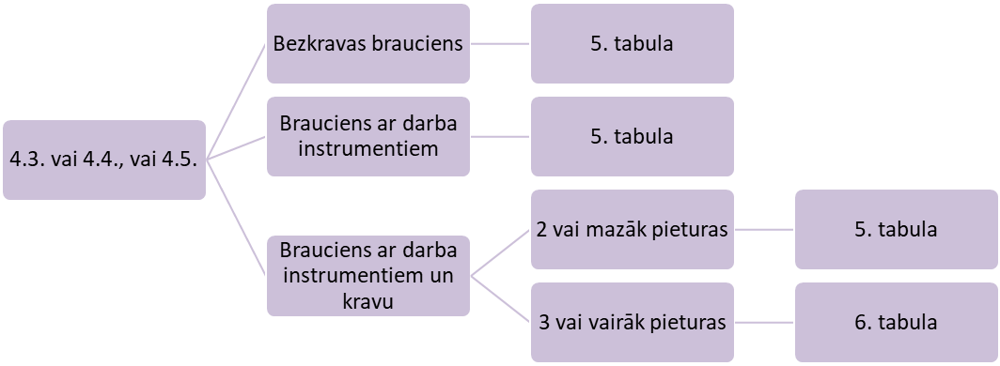 4.3. vai 4.4., vai 4.5.
Bezkravas brauciens
5. tabula
Brauciens ar darba
instrumentiem
5. tabula
Brauciens ar darba
instrumentiem un
kravu
2 vai mazāk pieturas
5. tabula
3 vai vairāk pieturas
6. tabula